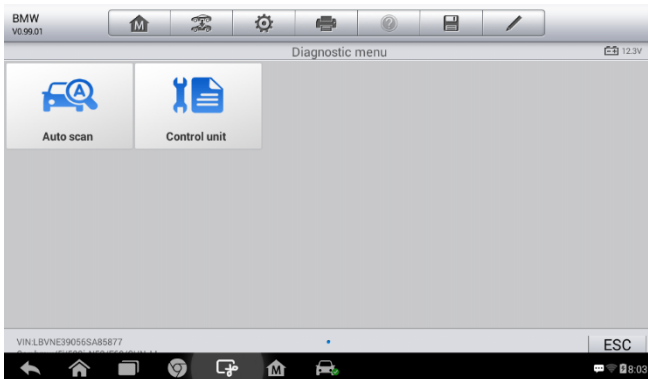 BMW
V0.99.01
M
Diagnostic menu
12.3V
A
Auto scan
Control unit
VIN:LBVNE39056SA85877
ESC
M
8:03